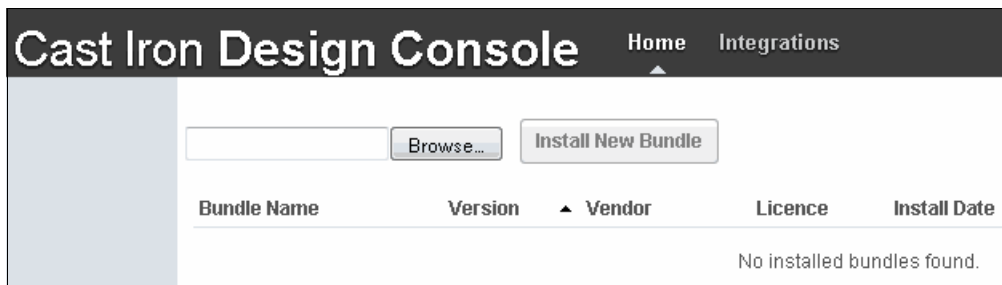 Cast Iron Design Console Home Integrations
Browse... Install New Bundle
Bundle Name Version Vendor Licence Install Date
No installed bundles found.